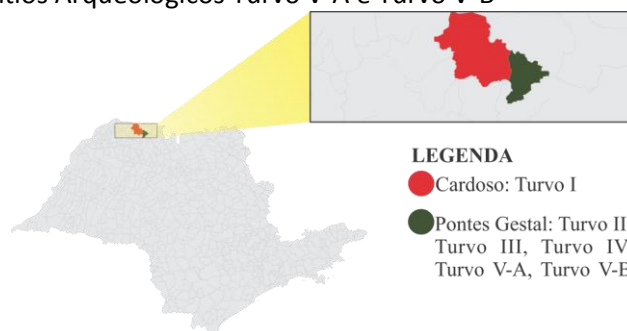 Sítios Arqueológicos Turvo V-A e Turvo V-B
LEGENDA
Cardoso: Turvo I
Pontes Gestal: Turvo II
Turvo III, Turvo IV
Turvo V-A, Turvo V-B